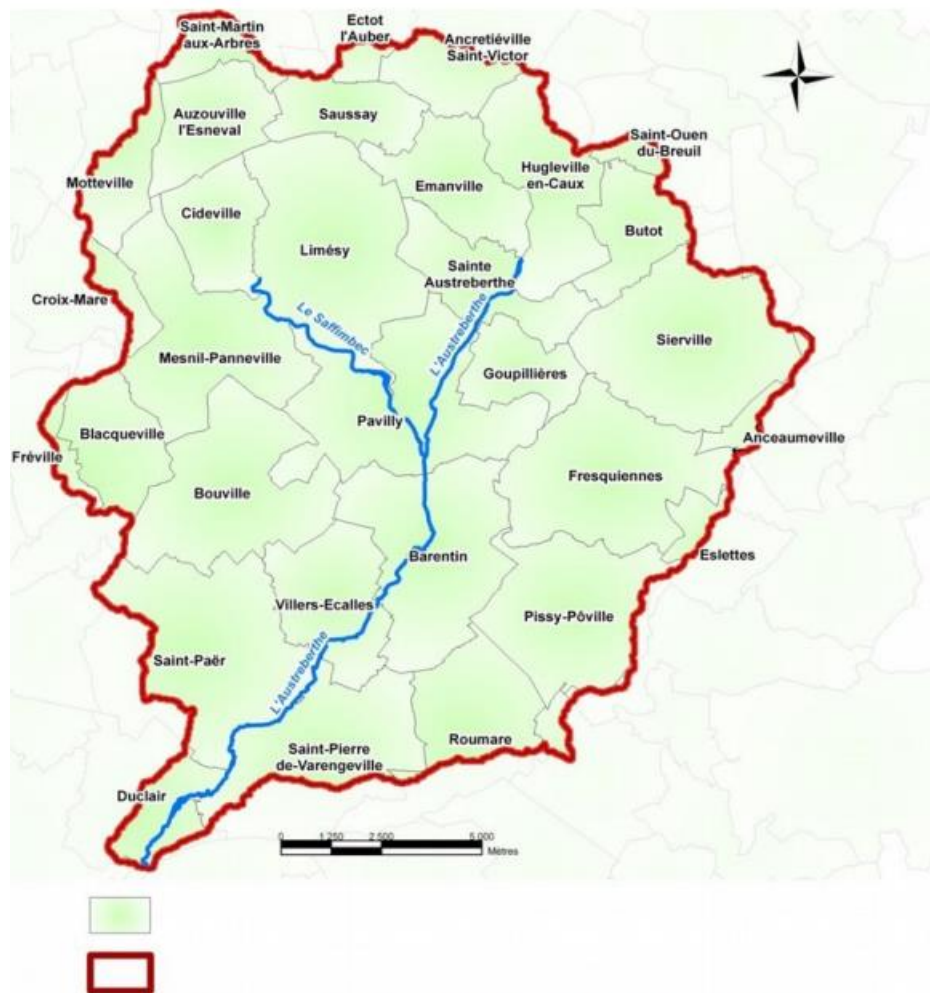 Saint-Martin
aux-Arbres
Ectot
l'Auber
Ancretiéville
Saint-Victor
Auzouville
l'Esneval
Saussay
Saint-Ouen
du-Breuil
Motteville
Emanville
Hugleville
en-Caux
Cideville
Limésy
Butot
Sainte
Austreberthe
Croix-Mare
Le Saffimbec
L'Austreberthe
Sierville
Mesnil-Panneville
Goupillières
Pavilly
Blacqueville
Anceaumeville
Fréville
Fresquiennes
Bouville
Barentin
Eslettes
Villers-Ecalles
Pissy-Pôville
Saint-Paër
L'Austreberthe
Roumare
Saint-Pierre
de-Varengeville
Duclair
0 1 250 2 500 5 000
Mètres